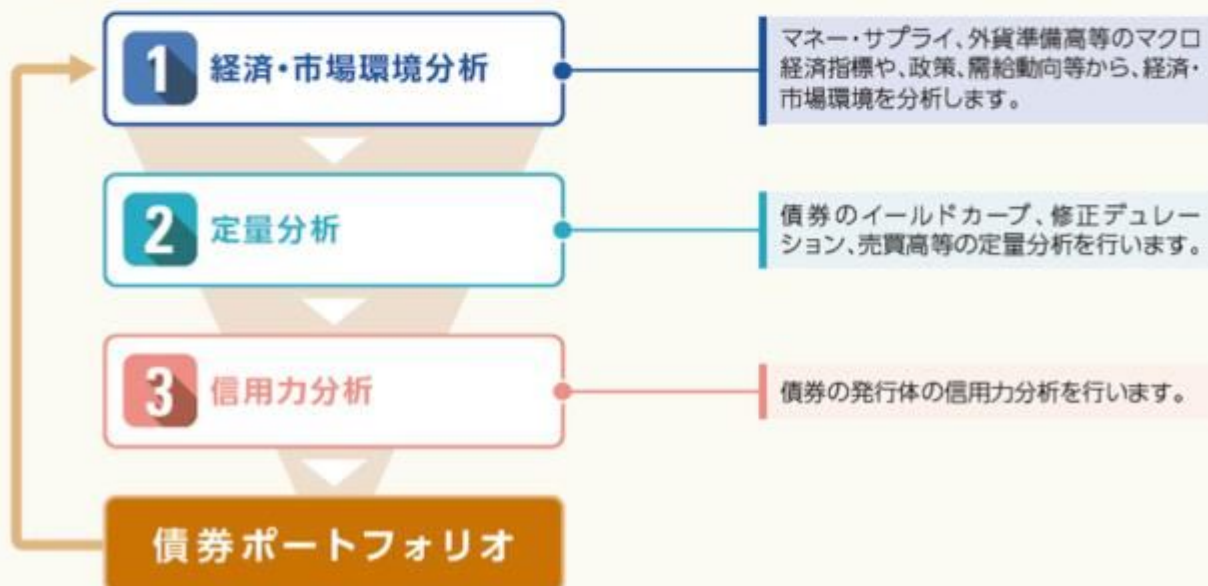 1 経済・市場環境分析
マネー・サプライ、外貨準備高等のマクロ
経済指標や、政策、需給動向等から、経済・
市場環境を分析します。
2 定量分析
債券のイールドカーブ、修正デュレー
ション、売買高等の定量分析を行います。
3 信用力分析
債券の発行体の信用力分析を行います。
債券ポートフォリオ